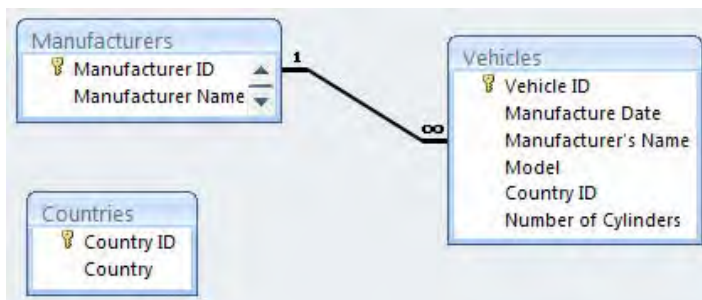 Manufacturers
Manufacturer ID
Manufacturer Name
1
∞
Vehicles
Vehicle ID
Manufacture Date
Manufacturer's Name
Model
Country ID
Number of Cylinders
Countries
Country ID
Country